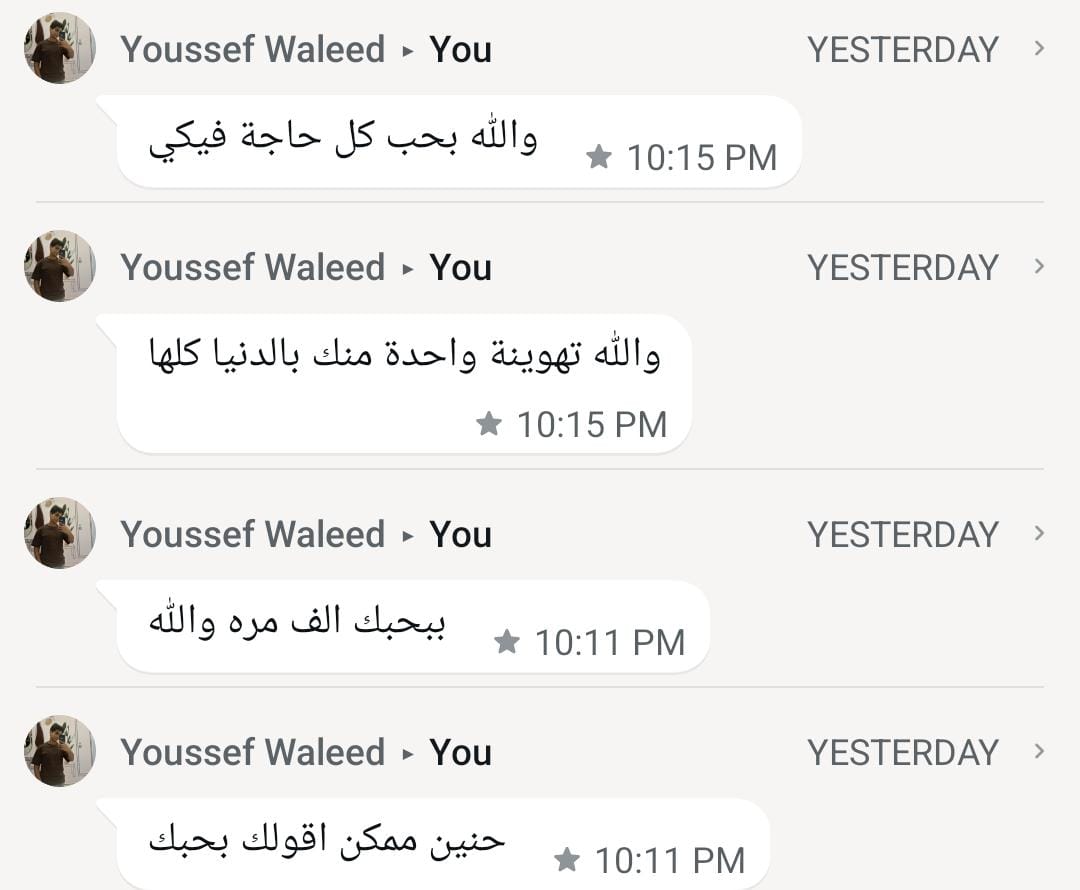 Youssef Waleed ▸ You YESTERDAY
والله بحب كل حاجة فيكي
10:15 PM
Youssef Waleed ▸ You YESTERDAY
والله تهوينة واحدة منك بالدنيا كلها
10:15 PM
Youssef Waleed ▸ You YESTERDAY
ببحبك الف مره والله
10:11 PM
Youssef Waleed ▸ You YESTERDAY
حنين ممكن اقولك بحبك
10:11 PM